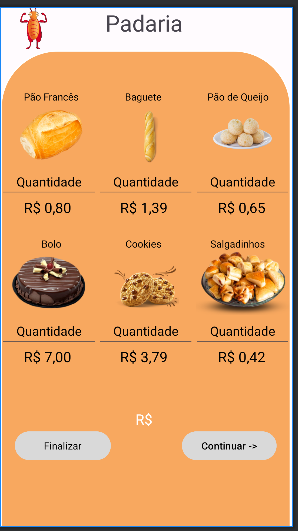 Padaria
Pão Francês Baguete Pão de Queijo
Quantidade Quantidade Quantidade
R$ 0,80 R$ 1,39 R$ 0,65
Bolo Cookies Salgadinhos
Quantidade Quantidade Quantidade
R$ 7,00 R$ 3,79 R$ 0,42
R$
Finalizar Continuar ->